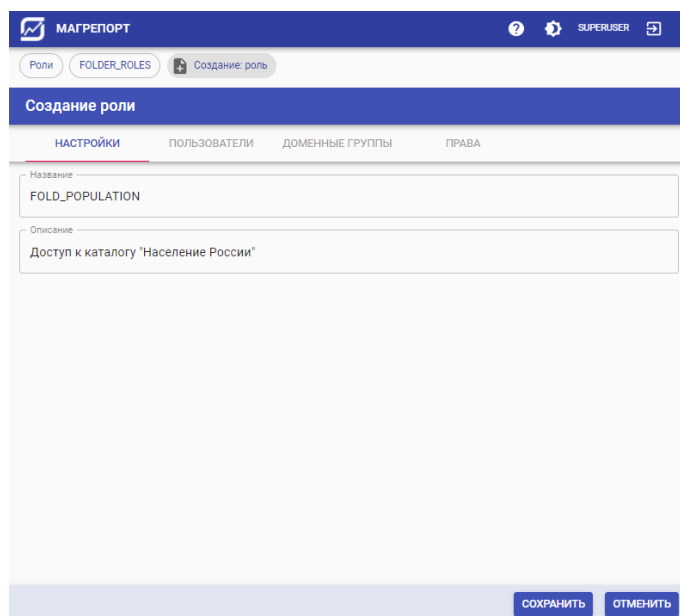 МАГРЕПОРТ
SUPERUSER
Роли
FOLDER_ROLES
Создание: роль
Создание роли
НАСТРОЙКИ
ПОЛЬЗОВАТЕЛИ
ДОМЕННЫЕ ГРУППЫ
ПРАВА
Название
FOLD_POPULATION
Описание
Доступ к каталогу "Население России"
СОХРАНИТЬ
ОТМЕНИТЬ